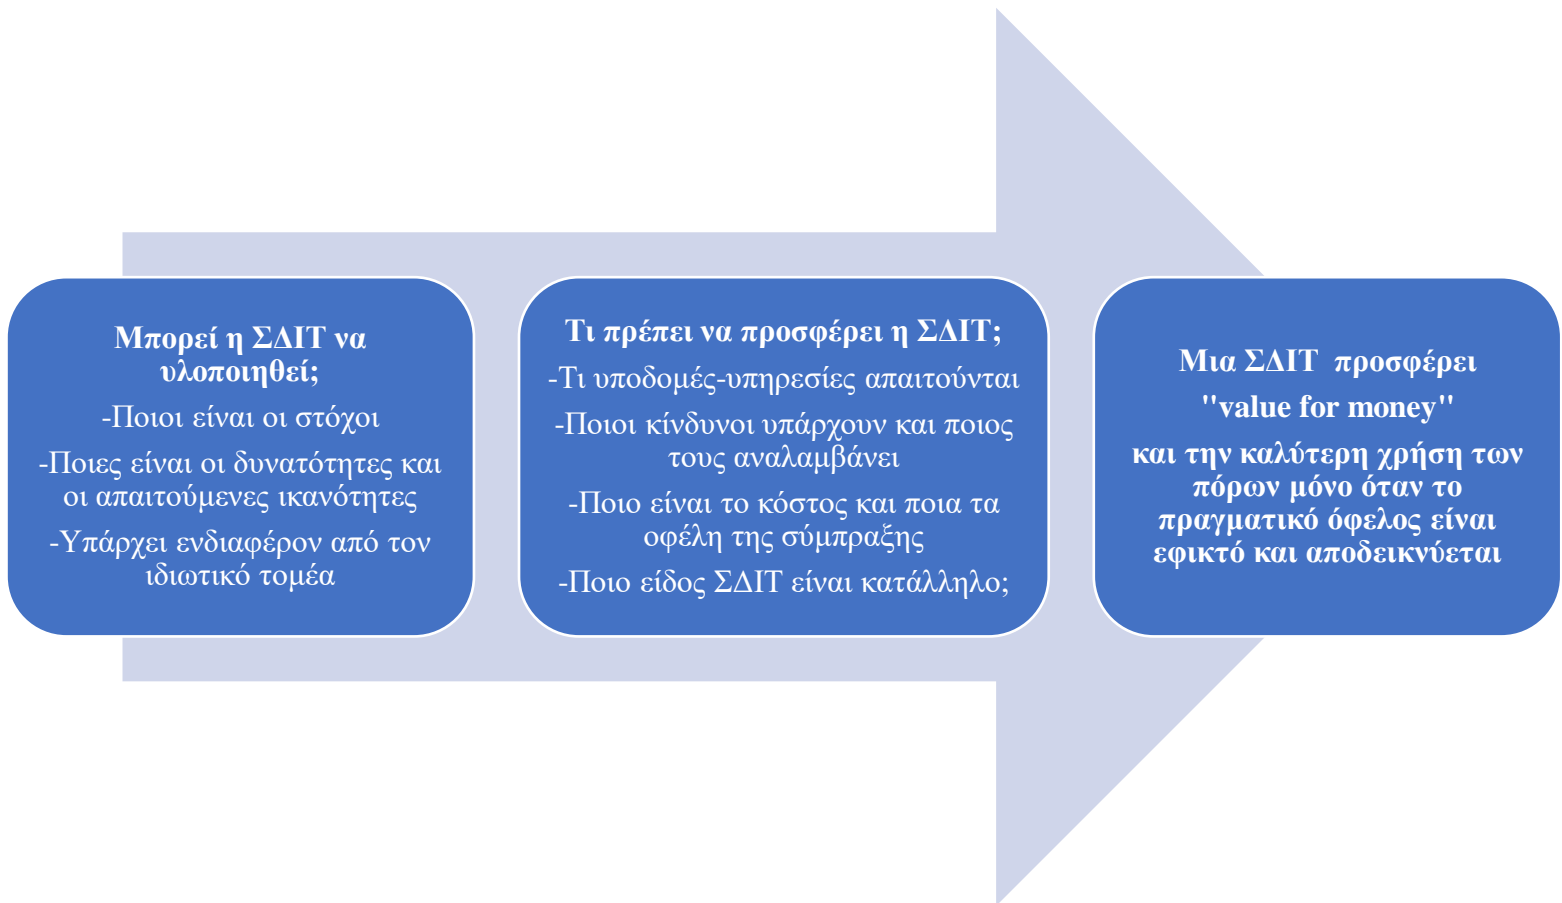 Μπορεί η ΣΔΙΤ να
υλοποιηθεί;
-Ποιοι είναι οι στόχοι
-Ποιες είναι οι δυνατότητες και
οι απαιτούμενες ικανότητες
-Υπάρχει ενδιαφέρον από τον
ιδιωτικό τομέα
Τι πρέπει να προσφέρει η ΣΔΙΤ;
-Τι υποδομές-υπηρεσίες απαιτούνται
-Ποιοι κίνδυνοι υπάρχουν και ποιος
τους αναλαμβάνει
-Ποιο είναι το κόστος και ποια τα
οφέλη της σύμπραξης
-Ποιο είδος ΣΔΙΤ είναι κατάλληλο;
Μια ΣΔΙΤ  προσφέρει
"value for money"
και την καλύτερη χρήση των
πόρων μόνο όταν το
πραγματικό όφελος είναι
εφικτό και αποδεικνύεται